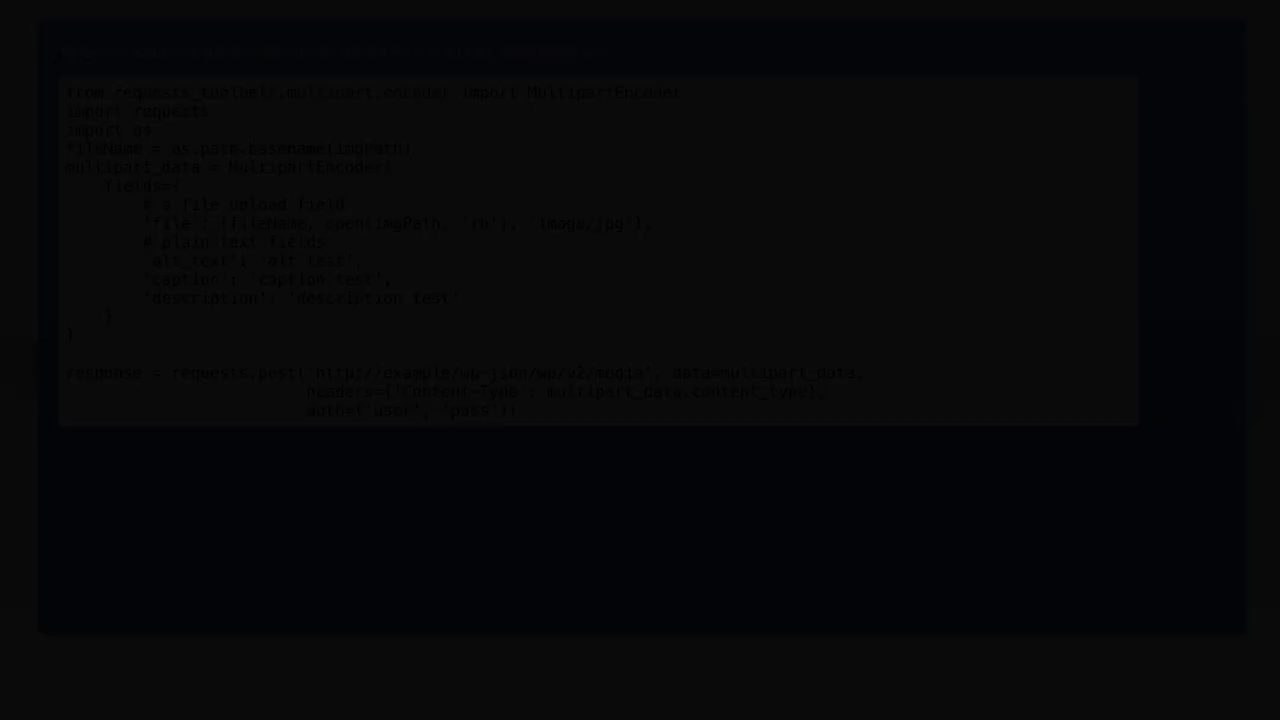 from requests_toolbelt.multipart.encoder import MultipartEncoder
import requests
import os
fileName = os.path.basename(imgPath)
multipart_data = MultipartEncoder(
fields={
# a file upload field
'file': (fileName, open(imgPath, 'rb'), 'image/jpg'),
# plain text fields
'alt_text': 'alt test',
'caption': 'caption test',
'description': 'description test'
}
)
response = requests.post('http://example/wp-json/wp/v2/media', data=multipart_data,
headers={'Content-Type': multipart_data.content_type},
auth=('user', 'pass'))